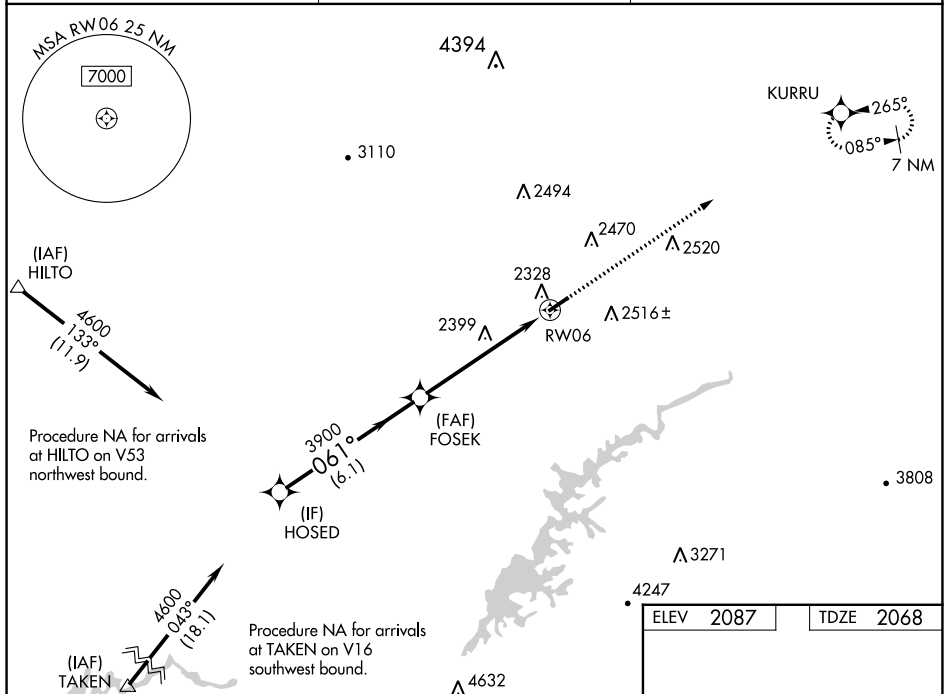 MSA RW06 25 NM
7000
4394
3110
KURRU
265°
085°
7 NM
2494
2470
2520
2328
2516±
2399
RW06
(IAF)
HILTO
4600
133°
(11.9)
Procedure NA for arrivals
at HILTO on V53
northwest bound.
(FAF)
FOSEK
3900
061°
(6.1)
(IF)
HOSED
3808
3271
4247
4600
043°
(18.1)
(IAF)
TAKEN
Procedure NA for arrivals
at TAKEN on V16
southwest bound.
4632
ELEV 2087
TDZE 2068